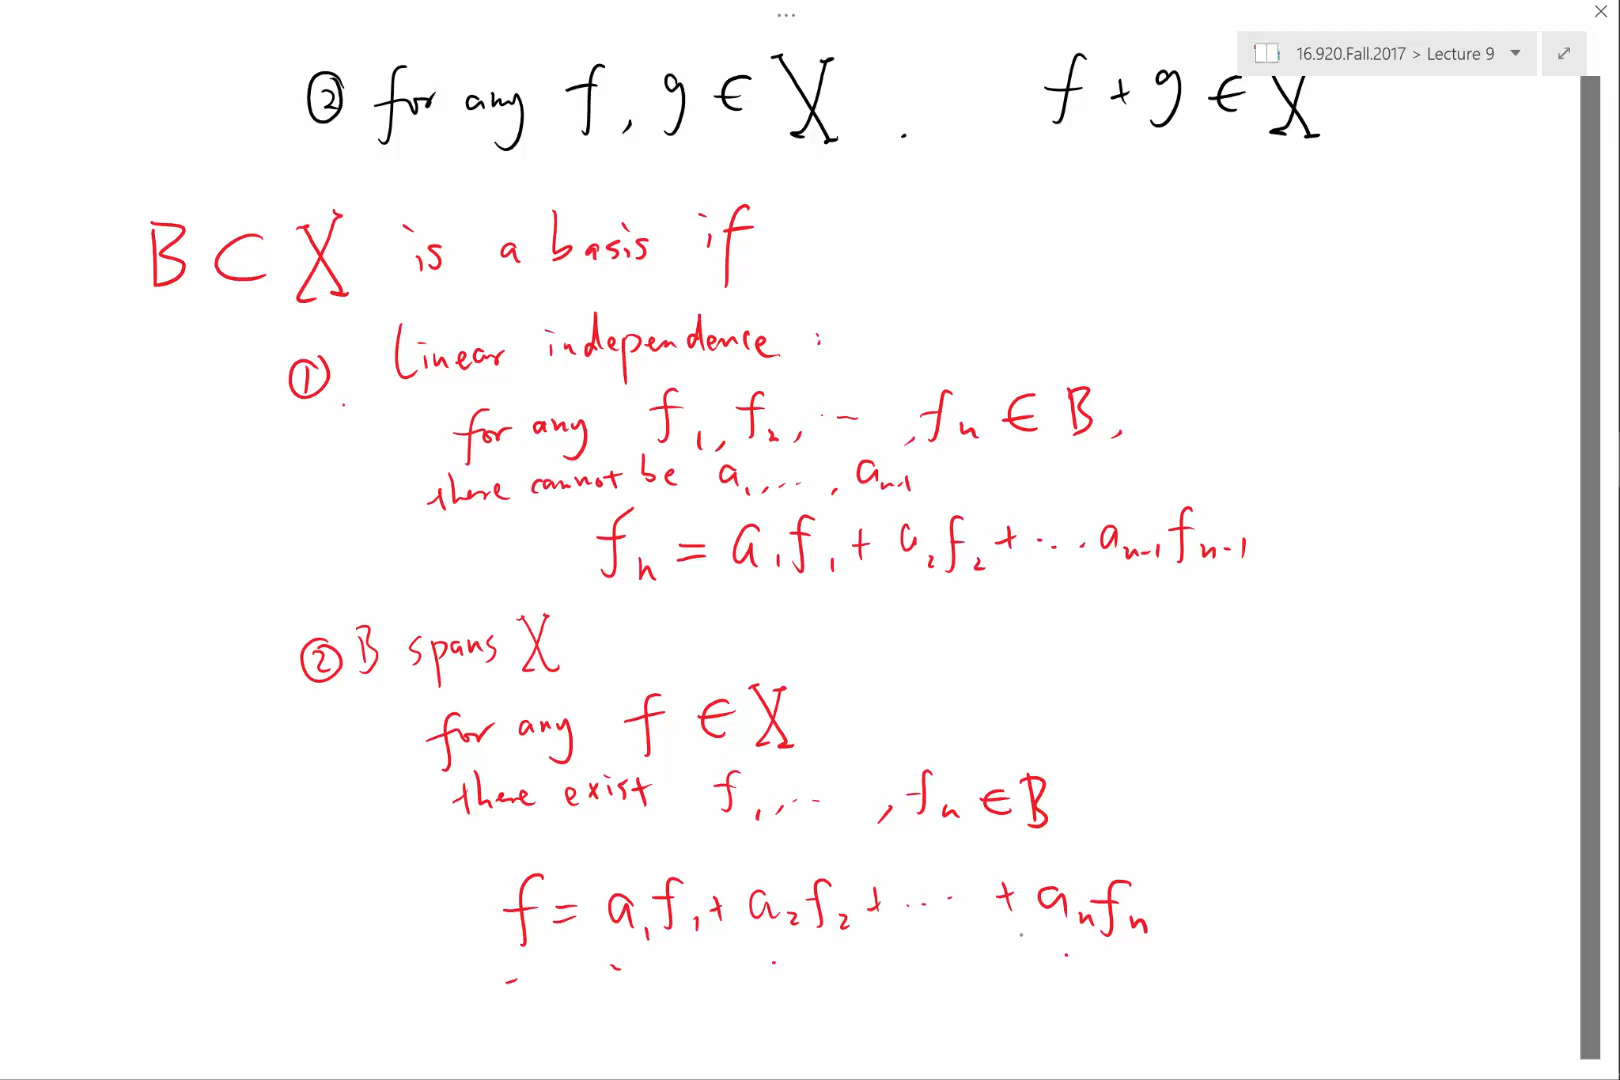 16.920.Fall.2017 > Lecture 9
② for any f, g ∈ X . f + g ∈ X
B ⊂ X is a basis if
① Linear independence :
for any f₁, f₂, ... , fₙ ∈ B,
there cannot be a₁, ... , aₙ₋₁
fₙ = a₁f₁ + a₂f₂ + ... aₙ₋₁fₙ₋₁
② B spans X
for any f ∈ X
there exist f₁, ... , fₙ ∈ B
f = a₁f₁ + a₂f₂ + ... + aₙfₙ